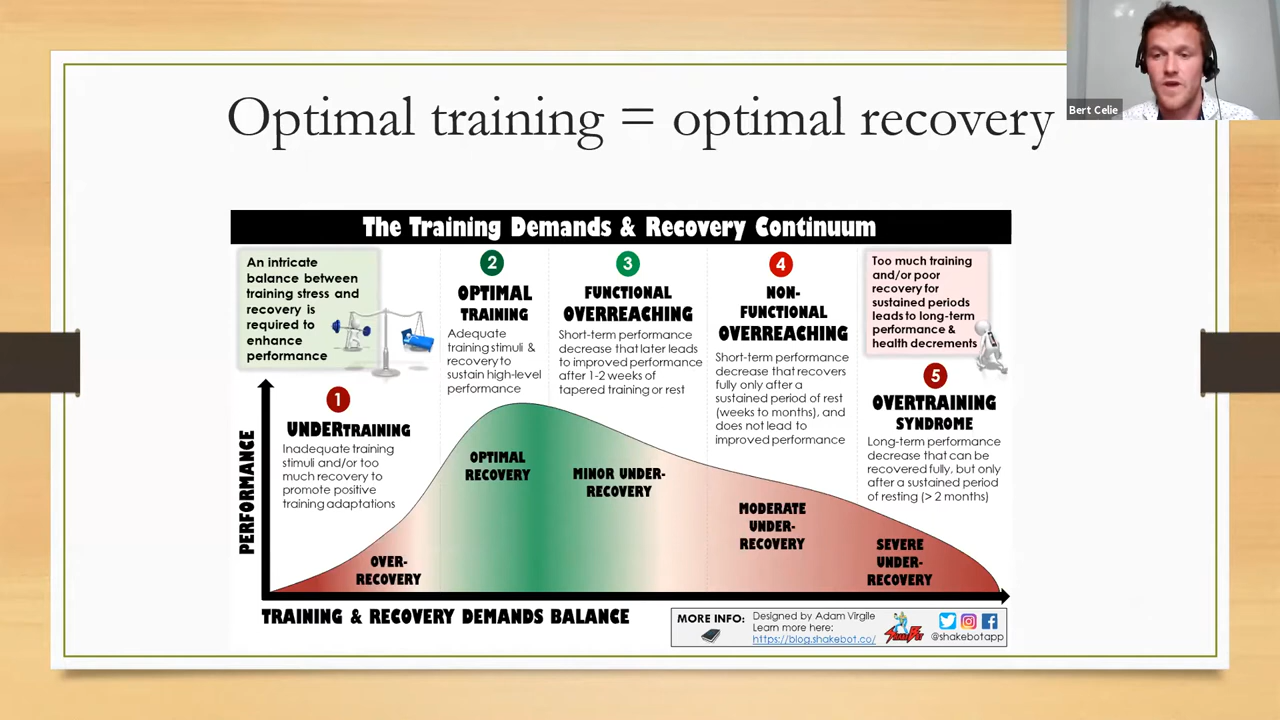 Bert Celie
Optimal training = optimal recovery
The Training Demands & Recovery Continuum
An intricate
balance between
training stress and
recovery is
required to
enhance
performance
1
UNDERTRAINING
Inadequate training
stimuli and/or too
much recovery to
promote positive
training adaptations
2
OPTIMAL
TRAINING
Adequate
training stimuli &
recovery to
sustain high-level
performance
3
FUNCTIONAL
OVERREACHING
Short-term performance
decrease that later leads
to improved performance
after 1-2 weeks of
tapered training or rest
4
NON-
FUNCTIONAL
OVERREACHING
Short-term performance
decrease that recovers
fully only after a
sustained period of rest
(weeks to months), and
does not lead to
improved performance
Too much training
and/or poor
recovery for
sustained periods
leads to long-term
performance &
health decrements
5
OVERTRAINING
SYNDROME
Long-term performance
decrease that can be
recovered fully, but only
after a sustained period
of resting (> 2 months)
PERFORMANCE
OVER-
RECOVERY
OPTIMAL
RECOVERY
MINOR UNDER-
RECOVERY
MODERATE
UNDER-
RECOVERY
SEVERE
UNDER-
RECOVERY
TRAINING & RECOVERY DEMANDS BALANCE
MORE INFO:
Designed by Adam Virgile
Learn more here:
https://blog.shakebot.co/
SHAKEBOT
@shakebotapp